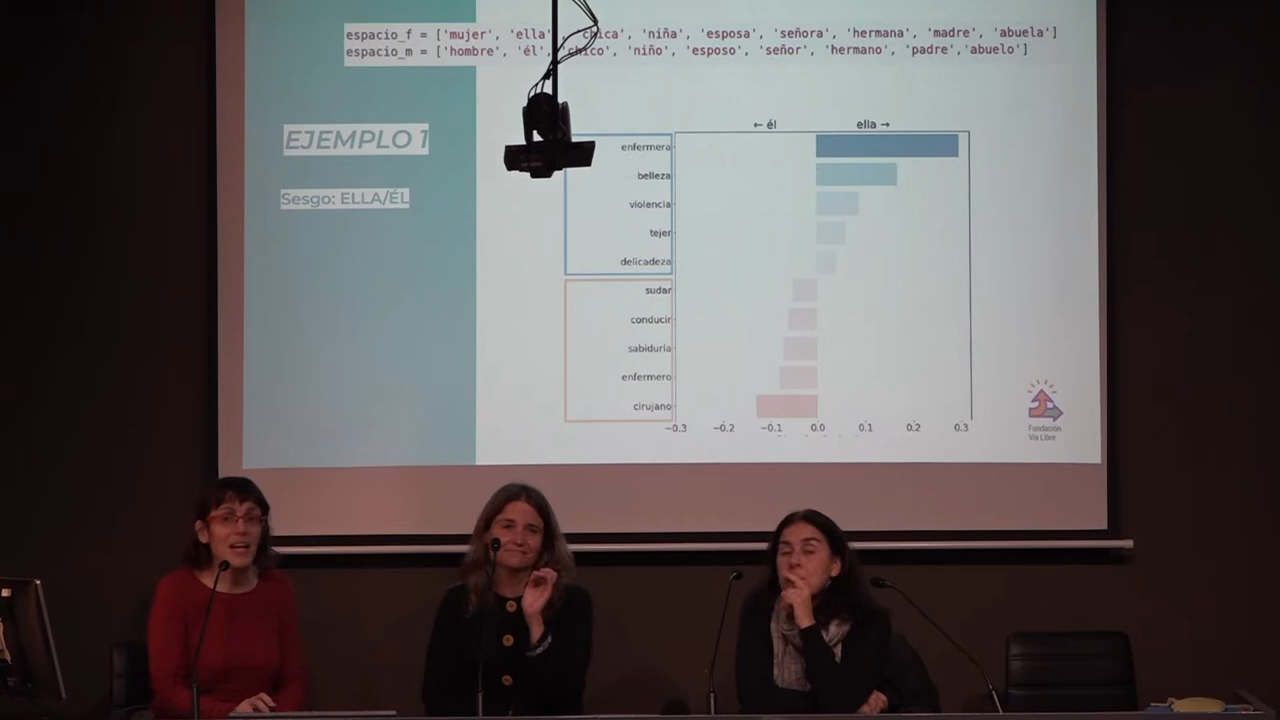 espacio_f = ['mujer', 'ella', 'chica', 'niña', 'esposa', 'señora', 'hermana', 'madre', 'abuela']
espacio_m = ['hombre', 'él', 'chico', 'niño', 'esposo', 'señor', 'hermano', 'padre','abuelo']
EJEMPLO 1
Sesgo: ELLA/ÉL
← él ella →
enfermera
belleza
violencia
tejer
delicadeza
sudar
conducir
sabiduría
enfermero
cirujano
−0.3 −0.2 −0.1 0.0 0.1 0.2 0.3
Fundación
Vía Libre